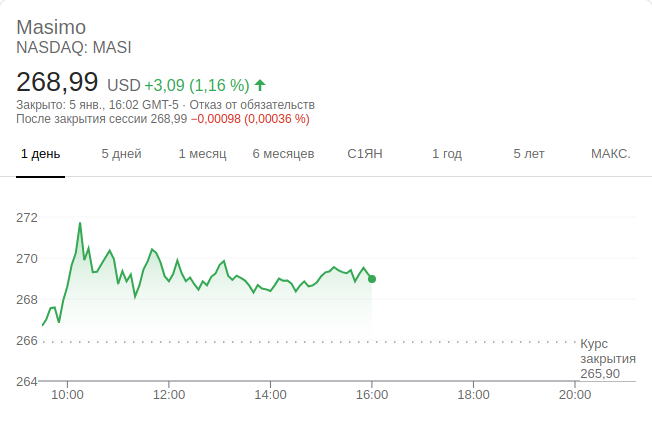 Masimo
NASDAQ: MASI
268,99 USD +3,09 (1,16 %)
Закрыто: 5 янв., 16:02 GMT-5 · Отказ от обязательств
После закрытия сессии 268,99 −0,00098 (0,00036 %)
1 день 5 дней 1 месяц 6 месяцев С1ЯН 1 год 5 лет МАКС.
272
270
268
266
Курс
закрытия
265,90
264
10:00 12:00 14:00 16:00 18:00 20:00